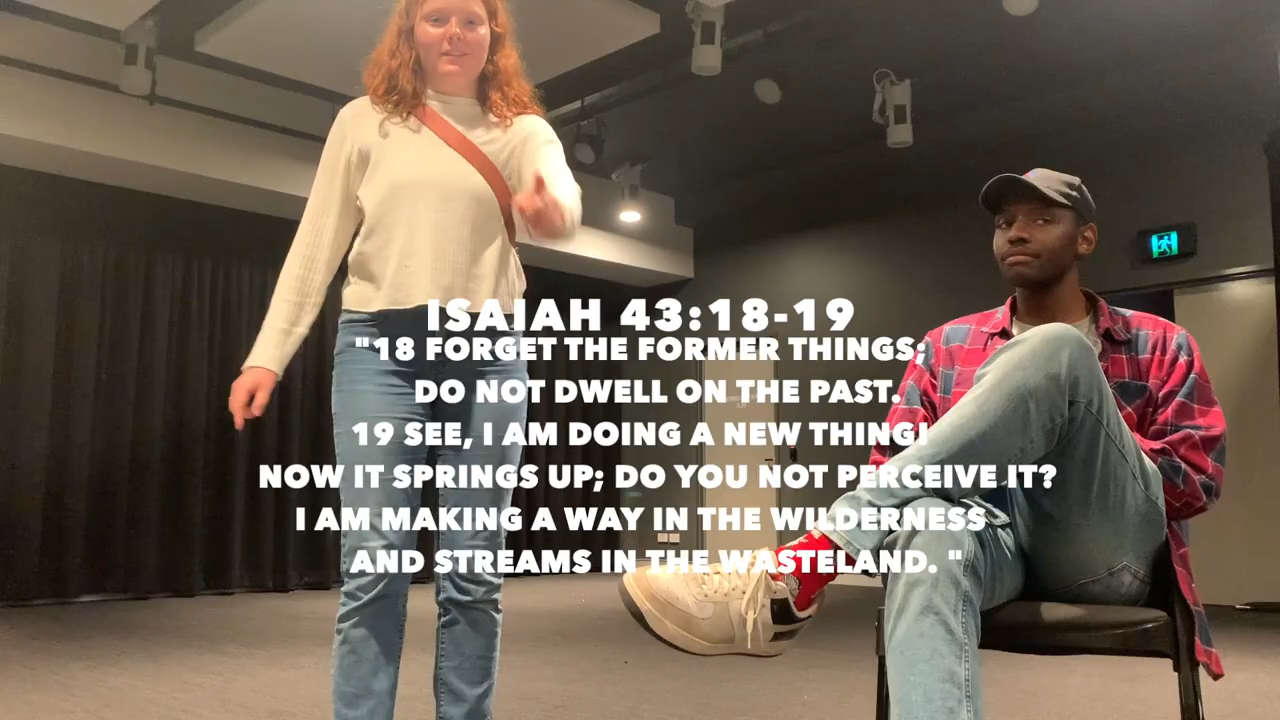 ISAIAH 43:18-19
"18 FORGET THE FORMER THINGS;
DO NOT DWELL ON THE PAST.
19 SEE, I AM DOING A NEW THING!
NOW IT SPRINGS UP; DO YOU NOT PERCEIVE IT?
I AM MAKING A WAY IN THE WILDERNESS
AND STREAMS IN THE WASTELAND. "